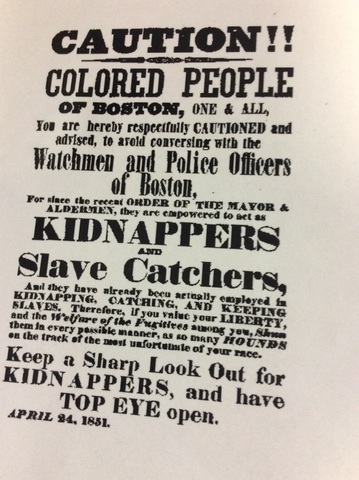 CAUTION!!
COLORED PEOPLE
OF BOSTON, ONE & ALL,
You are hereby respectfully CAUTIONED and
advised, to avoid conversing with the
Watchmen and Police Officers
of Boston,
For since the recent ORDER OF THE MAYOR &
ALDERMEN, they are empowered to act as
KIDNAPPERS
AND
Slave Catchers,
And they have already been actually employed in
KIDNAPPING, CATCHING, AND KEEPING
SLAVES. Therefore, if you value your LIBERTY,
and the Welfare of the Fugitives among you, Shun
them in every possible manner, as so many HOUNDS
on the track of the most unfortunate of your race.
Keep a Sharp Look Out for
KIDNAPPERS, and have
TOP EYE open.
APRIL 24, 1851.